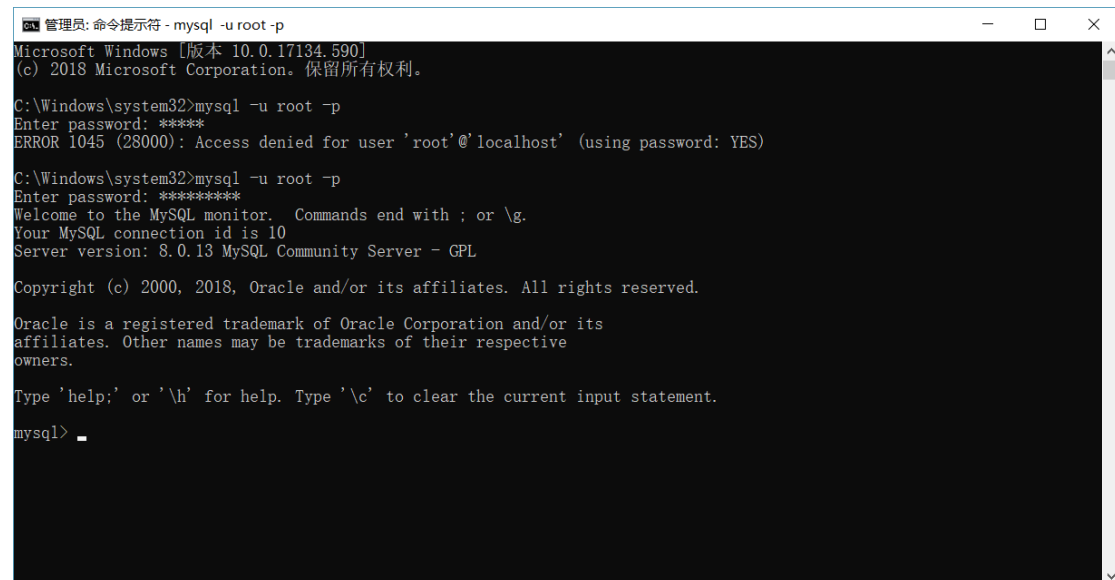 管理员: 命令提示符 - mysql -u root -p
Microsoft Windows [版本 10.0.17134.590]
(c) 2018 Microsoft Corporation。保留所有权利。
C:\Windows\system32>mysql -u root -p
Enter password: *****
ERROR 1045 (28000): Access denied for user 'root'@'localhost' (using password: YES)
C:\Windows\system32>mysql -u root -p
Enter password: *********
Welcome to the MySQL monitor.  Commands end with ; or \g.
Your MySQL connection id is 10
Server version: 8.0.13 MySQL Community Server - GPL
Copyright (c) 2000, 2018, Oracle and/or its affiliates. All rights reserved.
Oracle is a registered trademark of Oracle Corporation and/or its
affiliates. Other names may be trademarks of their respective
owners.
Type 'help;' or '\h' for help. Type '\c' to clear the current input statement.
mysql>